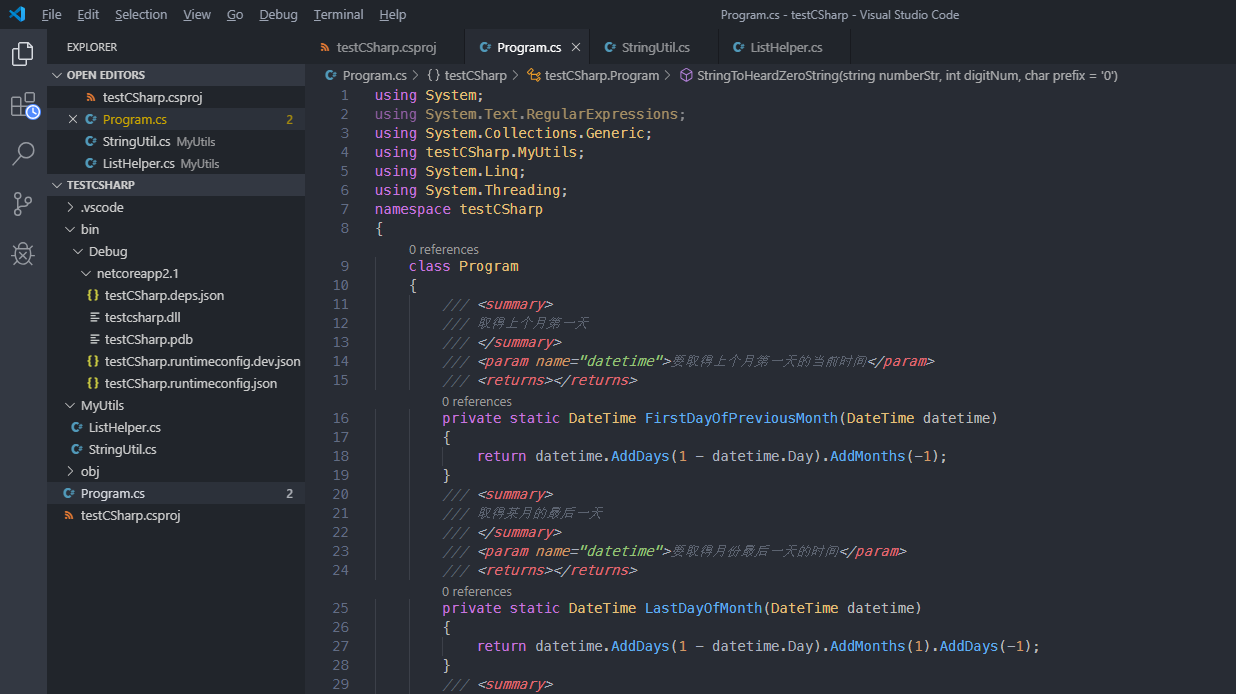 File Edit Selection View Go Debug Terminal Help
Program.cs - testCSharp - Visual Studio Code
EXPLORER
OPEN EDITORS
testCSharp.csproj
Program.cs 2
StringUtil.cs MyUtils
ListHelper.cs MyUtils
TESTCSHARP
.vscode
bin
Debug
netcoreapp2.1
{} testCSharp.deps.json
testcsharp.dll
testCSharp.pdb
{} testCSharp.runtimeconfig.dev.json
{} testCSharp.runtimeconfig.json
MyUtils
C# ListHelper.cs
C# StringUtil.cs
obj
C# Program.cs 2
testCSharp.csproj
testCSharp.csproj C# Program.cs C# StringUtil.cs C# ListHelper.cs
C# Program.cs > {} testCSharp > testCSharp.Program > StringToHeardZeroString(string numberStr, int digitNum, char prefix = '0')
1 using System;
2 using System.Text.RegularExpressions;
3 using System.Collections.Generic;
4 using testCSharp.MyUtils;
5 using System.Linq;
6 using System.Threading;
7 namespace testCSharp
8 {
0 references
9 class Program
10 {
11 /// <summary>
12 /// 取得上个月第一天
13 /// </summary>
14 /// <param name="datetime">要取得上个月第一天的当前时间</param>
15 /// <returns></returns>
0 references
16 private static DateTime FirstDayOfPreviousMonth(DateTime datetime)
17 {
18 return datetime.AddDays(1 - datetime.Day).AddMonths(-1);
19 }
20 /// <summary>
21 /// 取得某月的最后一天
22 /// </summary>
23 /// <param name="datetime">要取得月份最后一天的时间</param>
24 /// <returns></returns>
0 references
25 private static DateTime LastDayOfMonth(DateTime datetime)
26 {
27 return datetime.AddDays(1 - datetime.Day).AddMonths(1).AddDays(-1);
28 }
29 /// <summary>